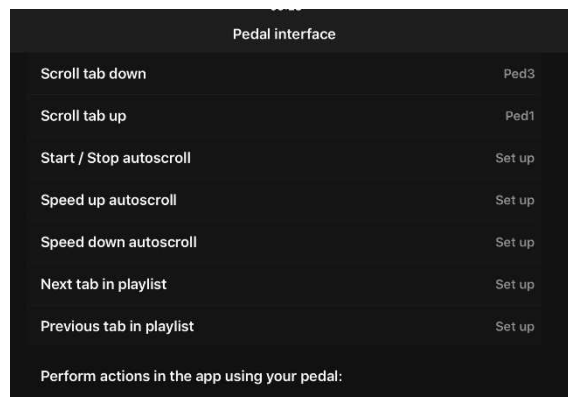 Pedal interface
Scroll tab down Ped3
Scroll tab up Ped1
Start / Stop autoscroll Set up
Speed up autoscroll Set up
Speed down autoscroll Set up
Next tab in playlist Set up
Previous tab in playlist Set up
Perform actions in the app using your pedal: